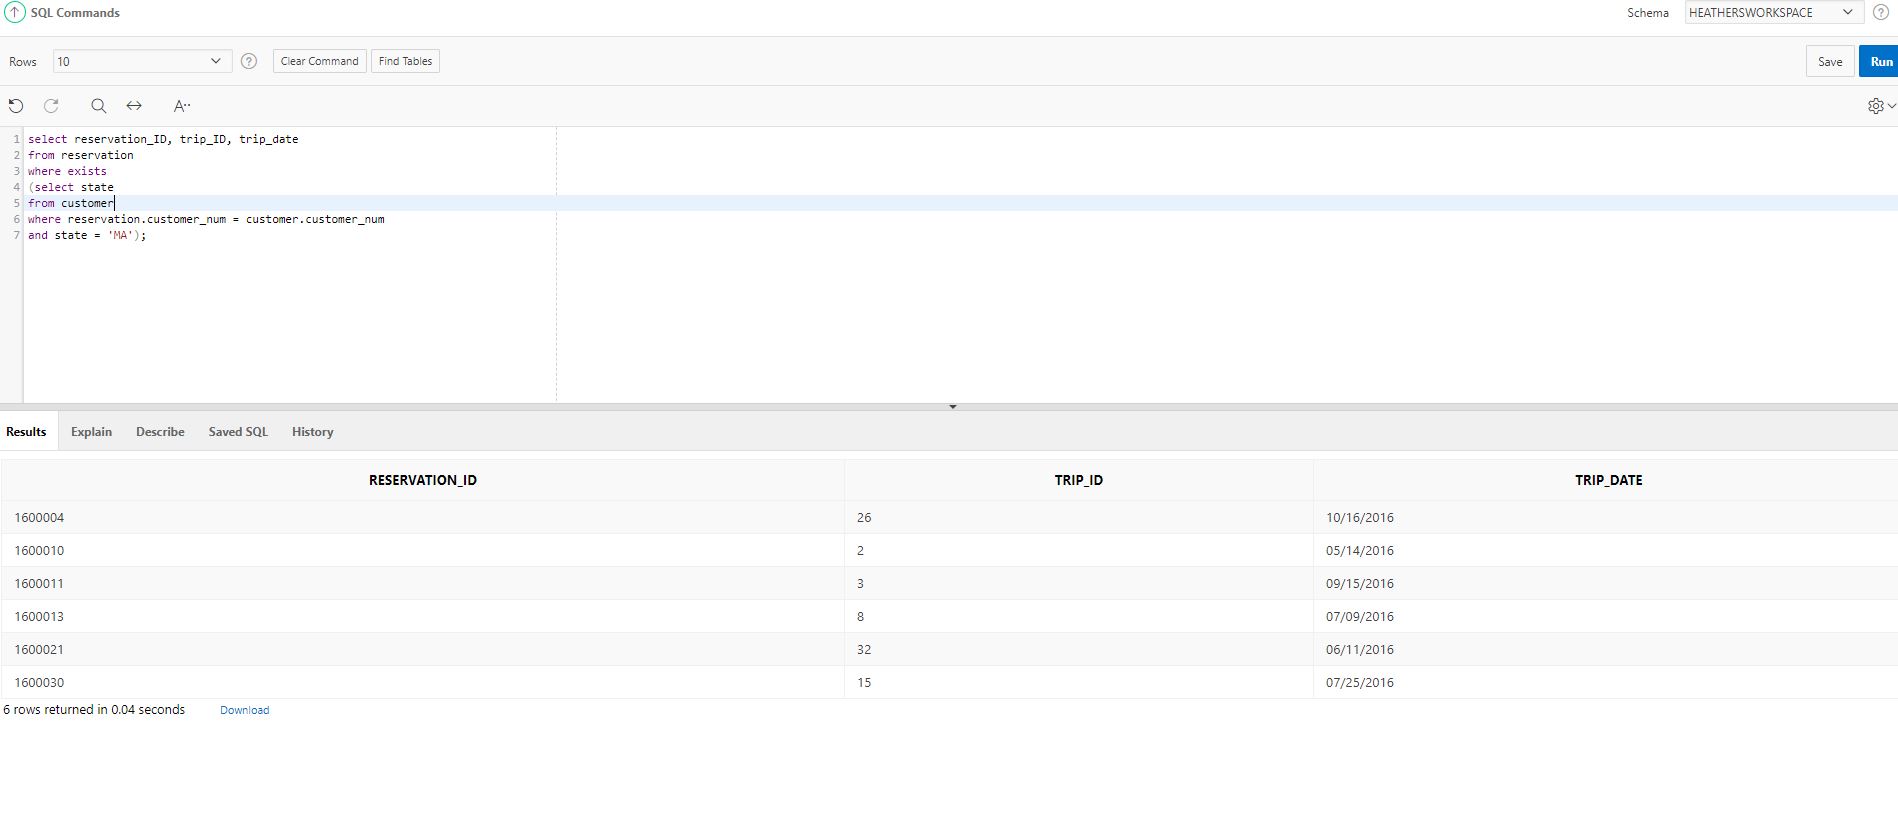 SQL Commands
Schema HEATHERSWORKSPACE ?
Rows 10 ? Clear Command Find Tables Save Run
A··
1 select reservation_ID, trip_ID, trip_date
2 from reservation
3 where exists
4 (select state
5 from customer
6 where reservation.customer_num = customer.customer_num
7 and state = 'MA');
Results Explain Describe Saved SQL History
RESERVATION_ID TRIP_ID TRIP_DATE
1600004 26 10/16/2016
1600010 2 05/14/2016
1600011 3 09/15/2016
1600013 8 07/09/2016
1600021 32 06/11/2016
1600030 15 07/25/2016
6 rows returned in 0.04 seconds Download